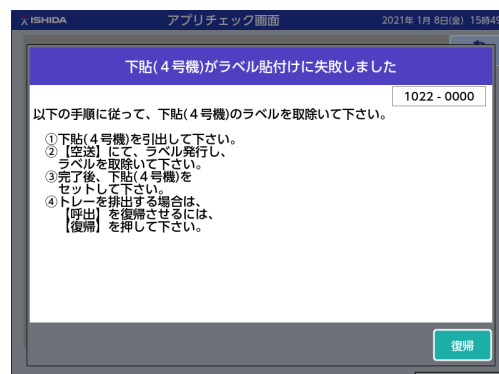 ISHIDA アプリチェック画面 2021年 1月 8日(金) 15時49
下貼(４号機)がラベル貼付けに失敗しました
1022 - 0000
以下の手順に従って、下貼(４号機)のラベルを取除いて下さい。
①下貼(４号機)を引出して下さい。
②【空送】にて、ラベル発行し、
ラベルを取除いて下さい。
③完了後、下貼(４号機)を
セットして下さい。
④トレーを排出する場合は、
【呼出】を復帰させるには、
【復帰】を押して下さい。
復帰